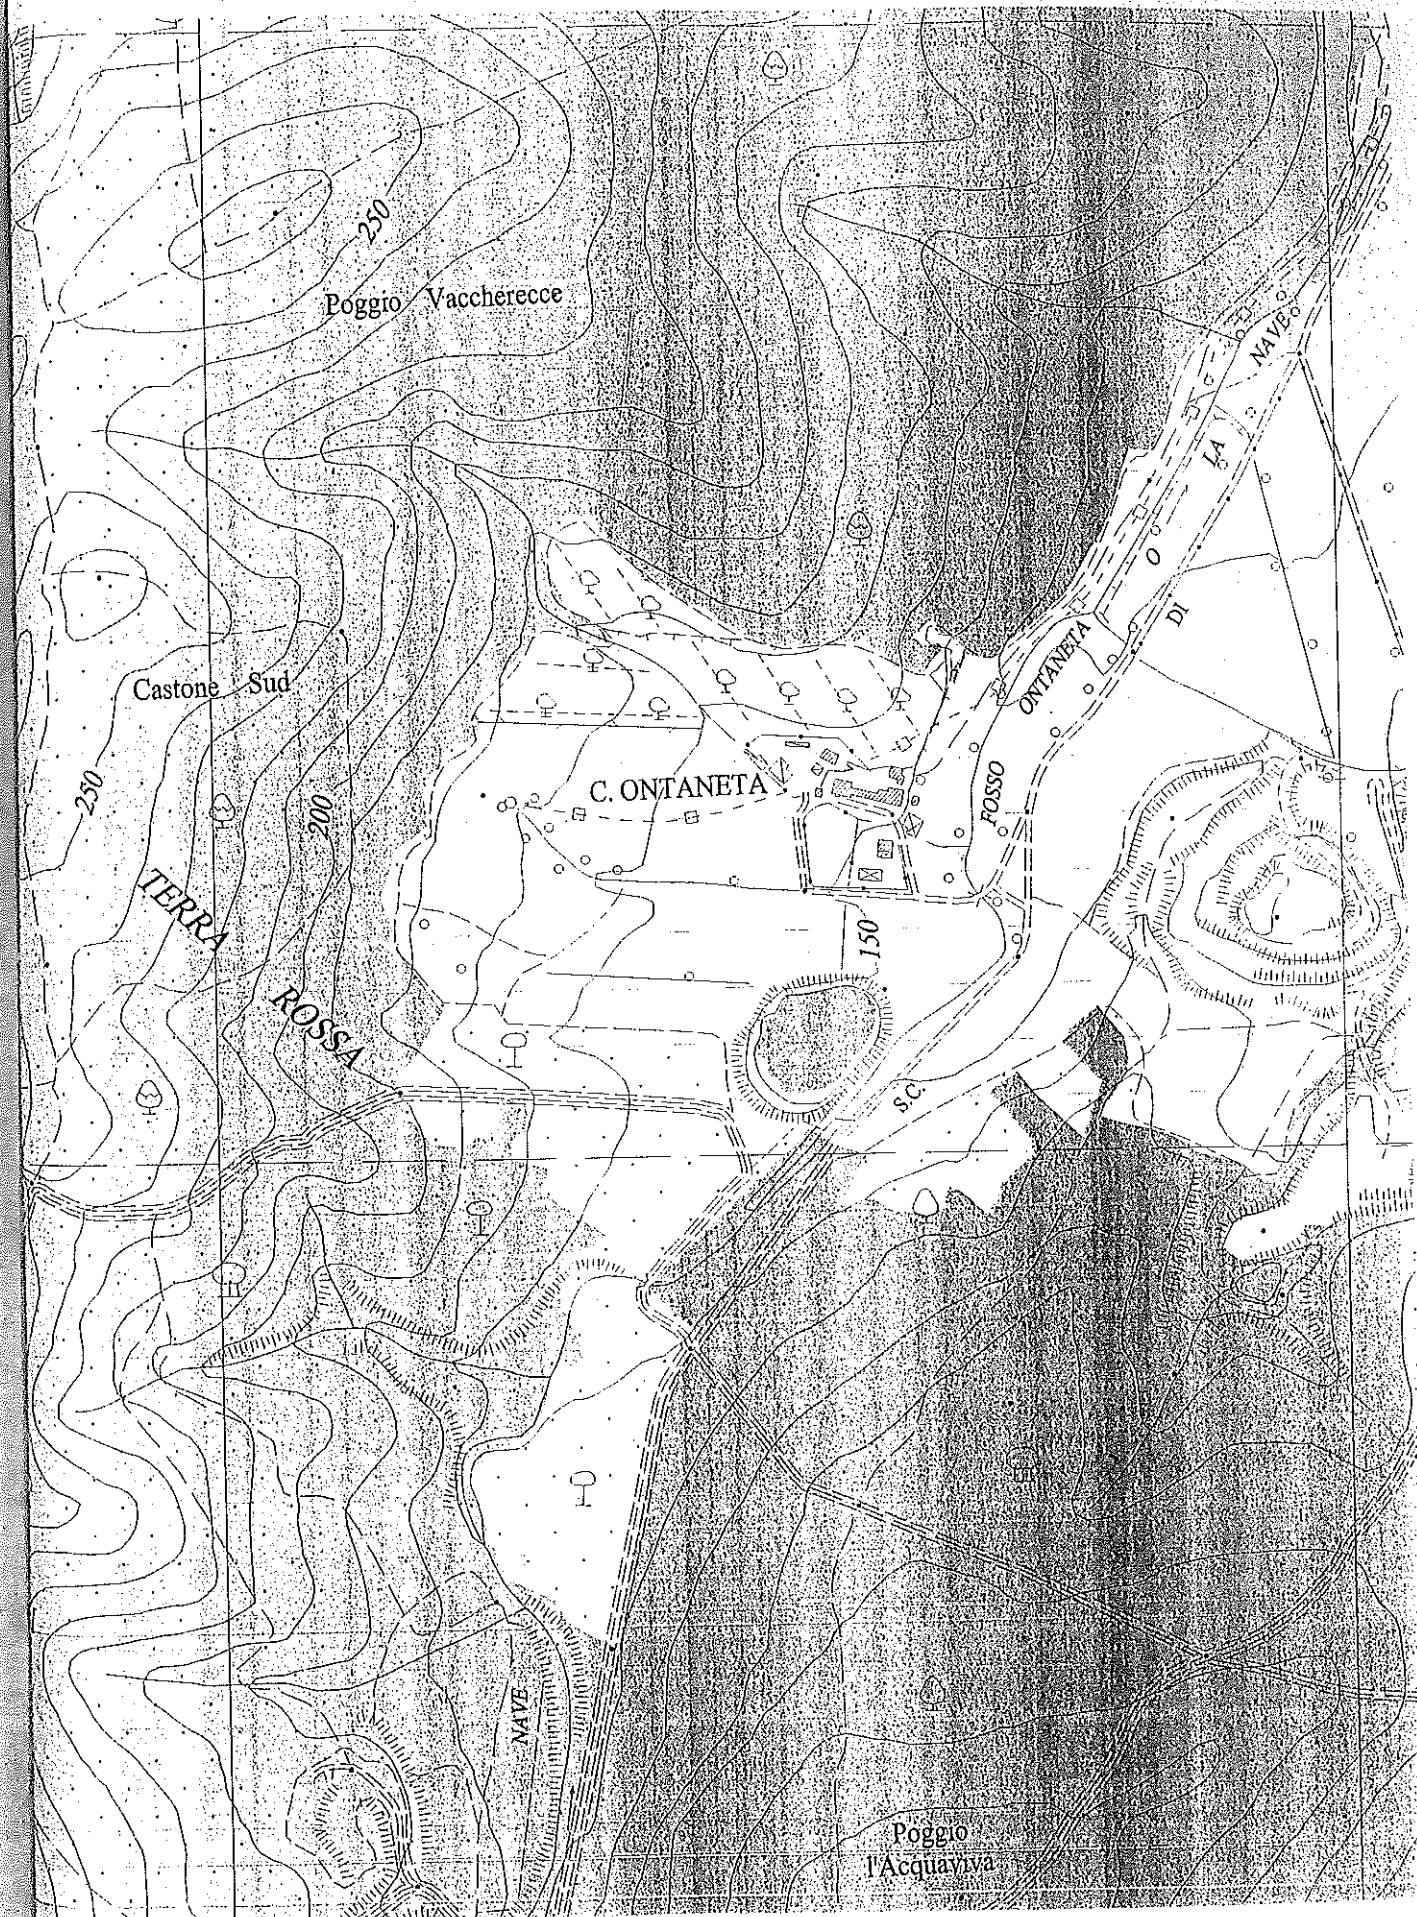 250
Poggio Vaccherecce
NAVE
LA
O
DI
ONTANETA
FOSSO
Castone Sud
250
200
C. ONTANETA
TERRA
ROSSA
150
S.C.
NAVE
Poggio
l'Acquaviva